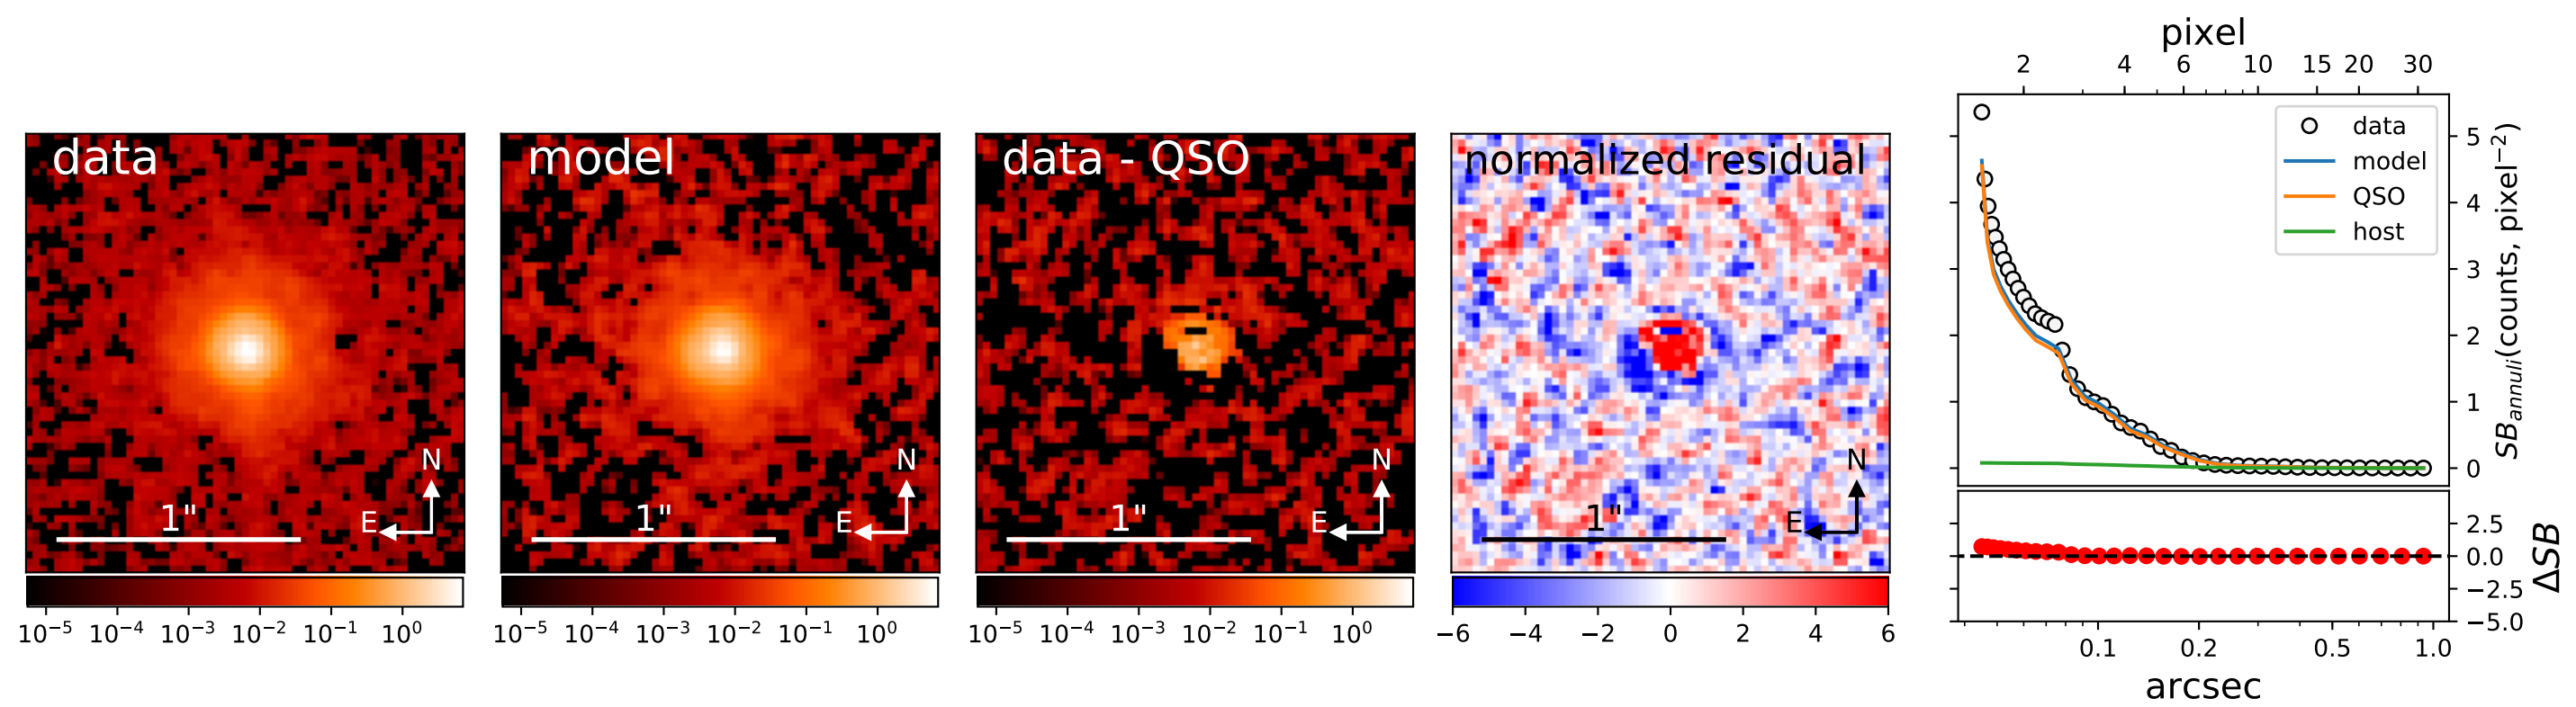 data
1"
N
E
10⁻⁵ 10⁻⁴ 10⁻³ 10⁻² 10⁻¹ 10⁰
model
1"
N
E
10⁻⁵ 10⁻⁴ 10⁻³ 10⁻² 10⁻¹ 10⁰
data - QSO
1"
N
E
10⁻⁵ 10⁻⁴ 10⁻³ 10⁻² 10⁻¹ 10⁰
normalized residual
1"
N
E
−6 −4 −2 0 2 4 6
pixel
2 4 6 10 15 20 30
data
model
QSO
host
5
4
3
2
1
0
SB_annuli(counts, pixel⁻²)
2.5
0.0
−2.5
−5.0
ΔSB
0.1 0.2 0.5 1.0
arcsec